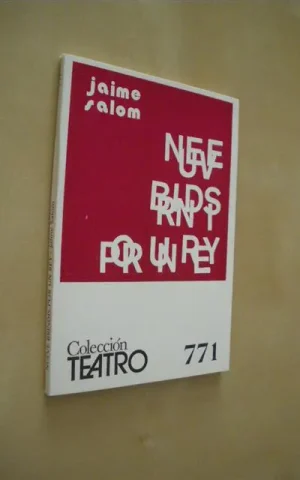 jaime
salom
NUEVE
BRINDIS
POR UN REY
Colección
TEATRO
771